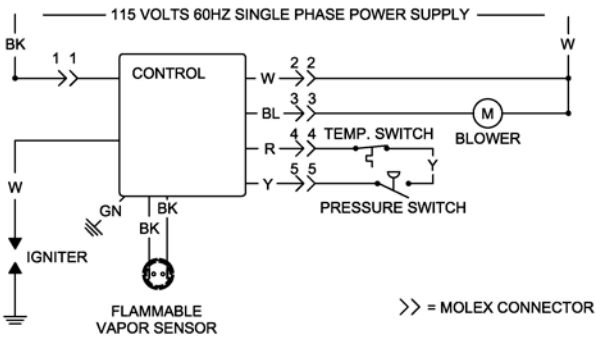 115 VOLTS 60HZ SINGLE PHASE POWER SUPPLY
BK
W
1 1
CONTROL
W
2 2
BL
3 3
M
BLOWER
R
4 4
TEMP. SWITCH
Y
Y
5 5
PRESSURE SWITCH
W
GN
BK
BK
IGNITER
FLAMMABLE
VAPOR SENSOR
= MOLEX CONNECTOR